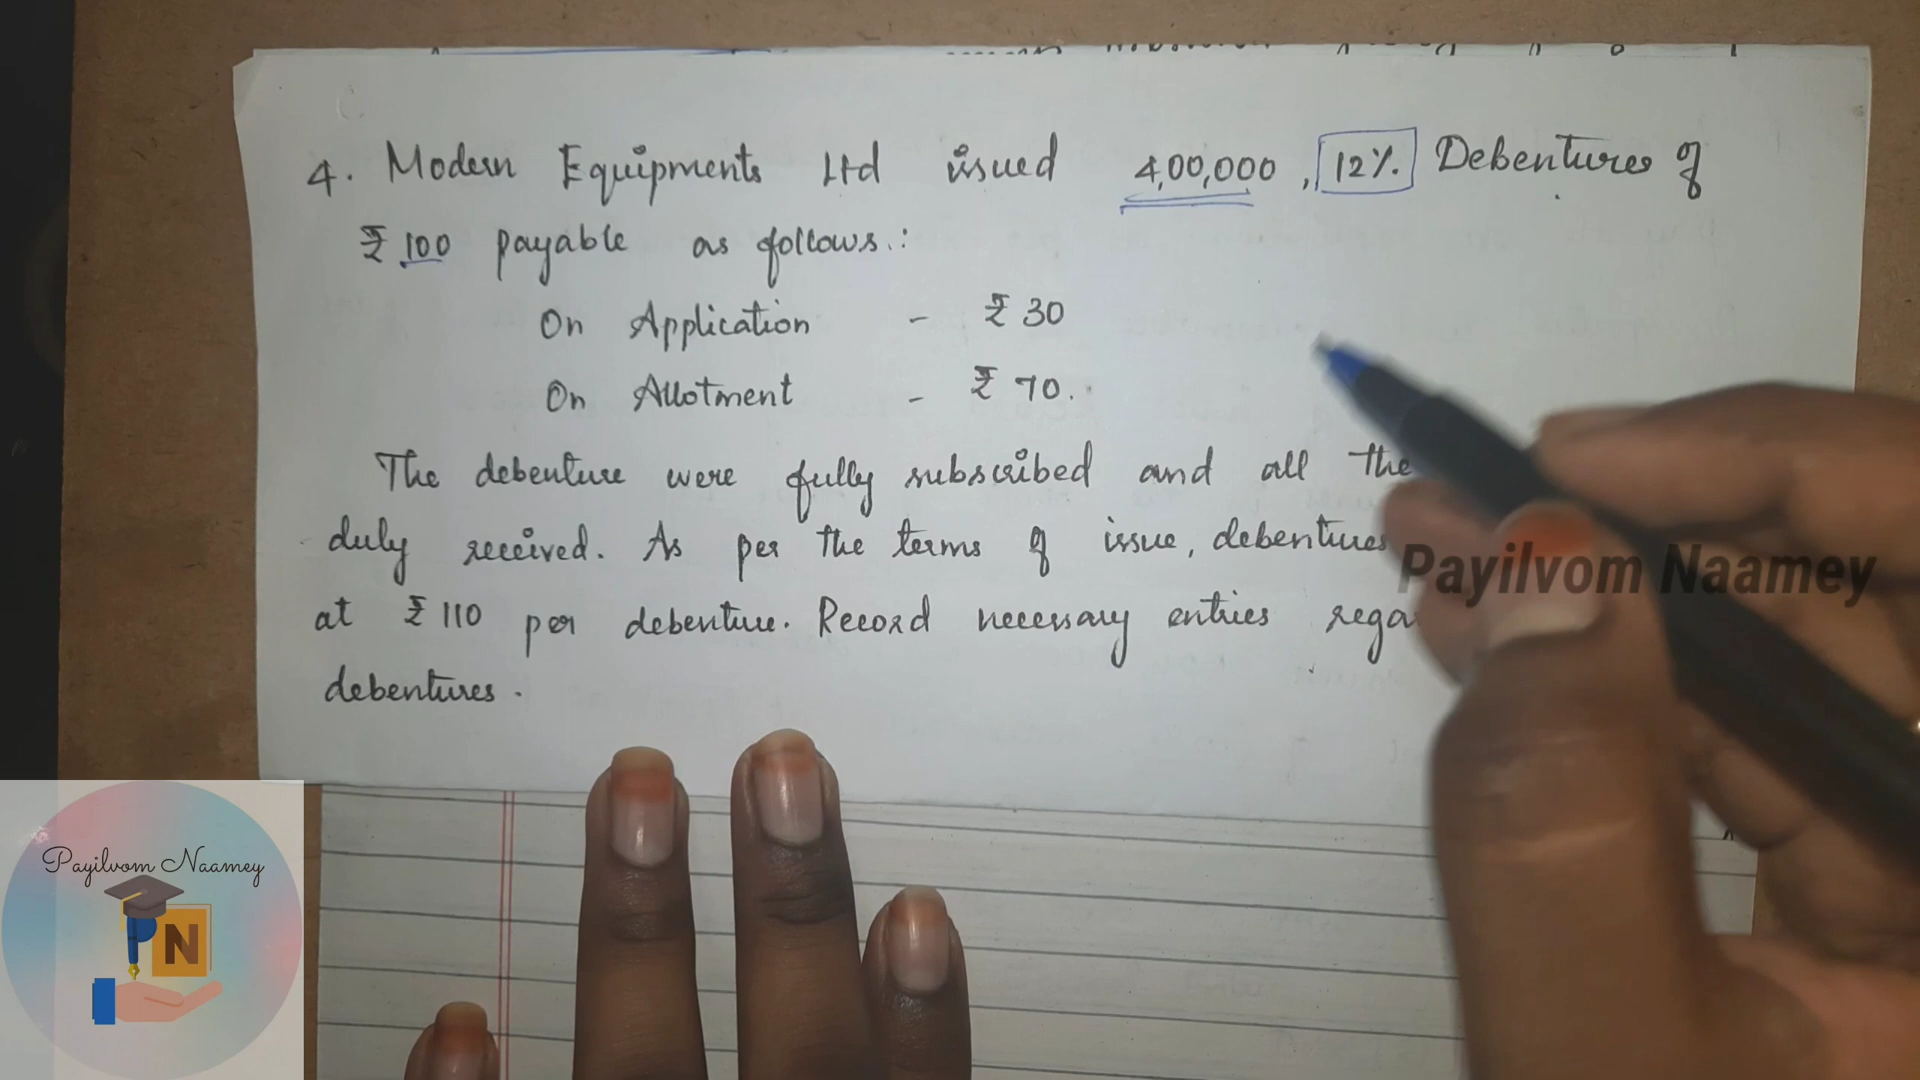 4. Modern Equipments Ltd issued 4,00,000, 12% Debentures of
₹ 100 payable as follows.:
On Application - ₹ 30
On Allotment - ₹ 70.
The debenture were fully subscribed and all the
duly received. As per the terms of issue, debentures
at ₹ 110 per debenture. Record necessary entries
debentures.
Payilvom Naamey
Payilvom Naamey
PN